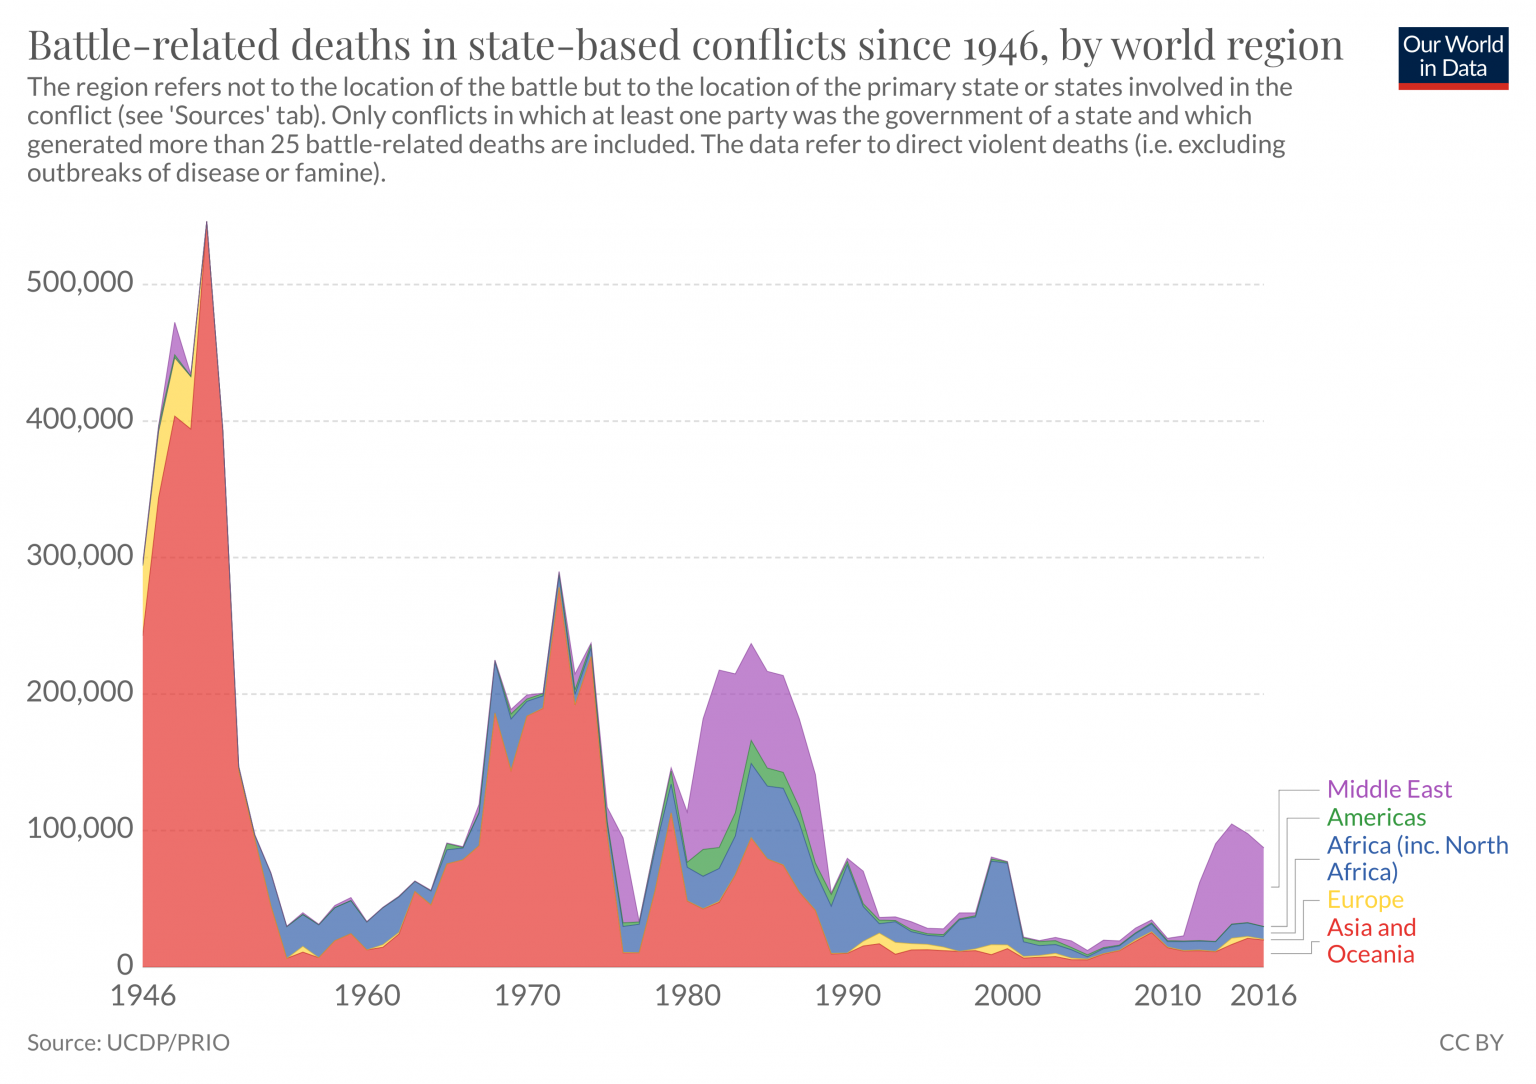 Battle-related deaths in state-based conflicts since 1946, by world region
Our World
in Data
The region refers not to the location of the battle but to the location of the primary state or states involved in the
conflict (see 'Sources' tab). Only conflicts in which at least one party was the government of a state and which
generated more than 25 battle-related deaths are included. The data refer to direct violent deaths (i.e. excluding
outbreaks of disease or famine).
500,000
400,000
300,000
200,000
100,000
0
1946 1960 1970 1980 1990 2000 2010 2016
Middle East
Americas
Africa (inc. North
Africa)
Europe
Asia and
Oceania
Source: UCDP/PRIO
CC BY